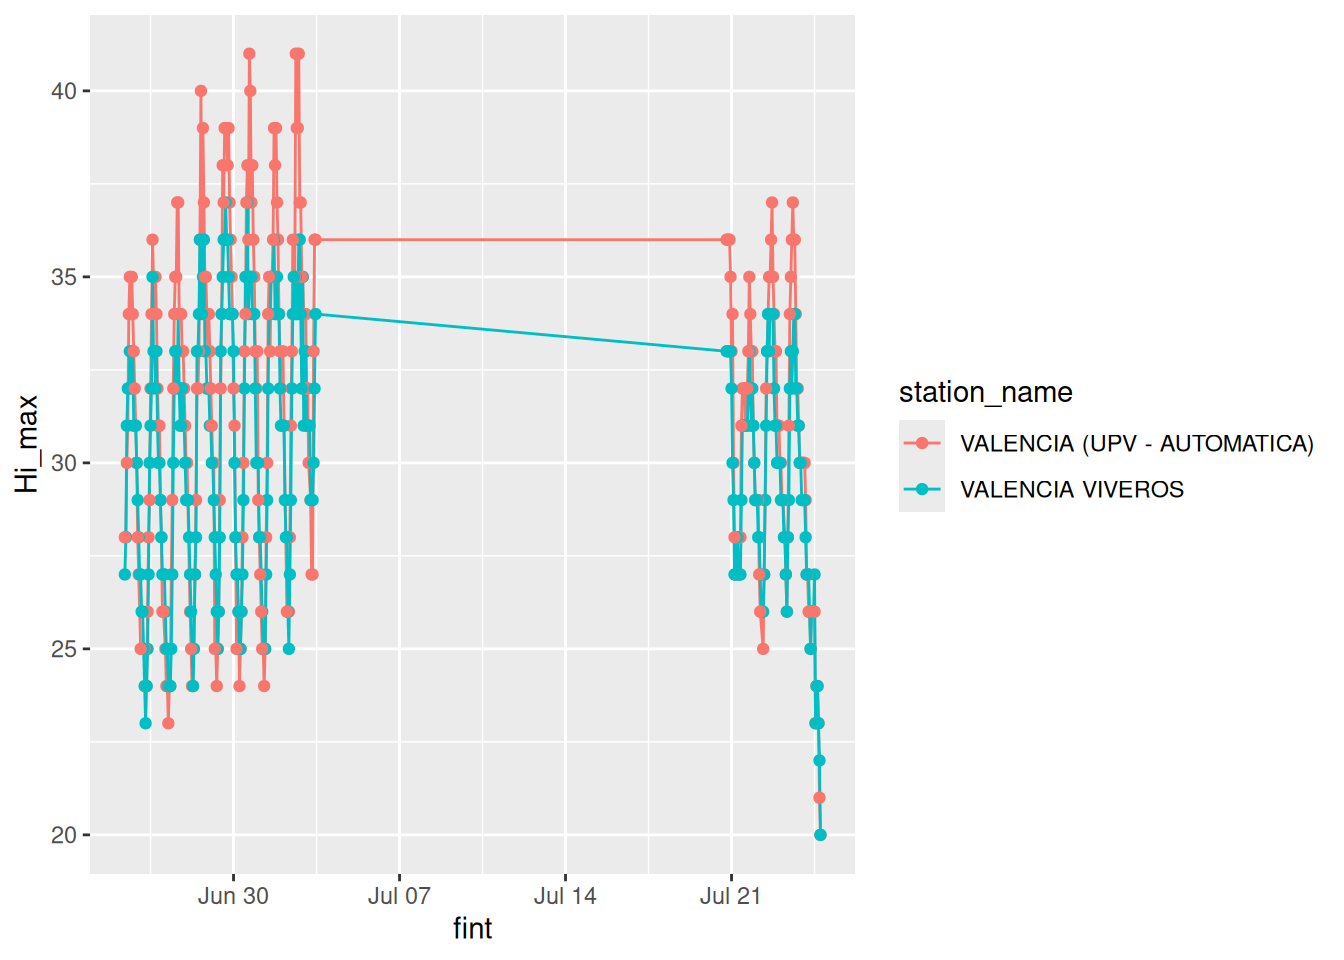 Hi_max
40
35
30
25
20
Jun 30
Jul 07
Jul 14
Jul 21
fint
station_name
VALENCIA (UPV - AUTOMATICA)
VALENCIA VIVEROS